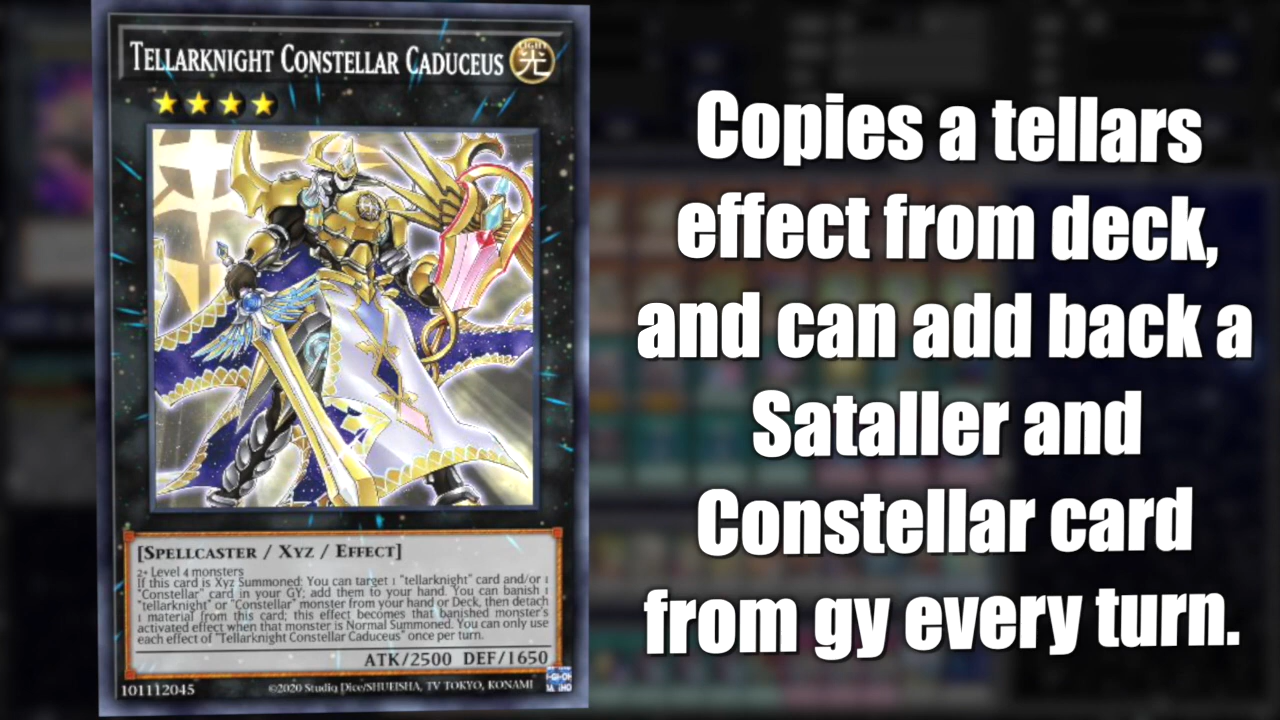 TELLARKNIGHT CONSTELLAR CADUCEUS
LIGHT
光
[SPELLCASTER / XYZ / EFFECT]
2+ Level 4 monsters
If this card is Xyz Summoned: You can target 1 "tellarknight" card and/or 1
"Constellar" card in your GY; add them to your hand. You can banish 1
"tellarknight" or "Constellar" monster from your hand or Deck, then detach
1 material from this card; this effect becomes that banished monster's
activated effect when that monster is Normal Summoned. You can only use
each effect of "Tellarknight Constellar Caduceus" once per turn.
ATK/2500 DEF/1650
101112045
©2020 Studio Dice/SHUEISHA, TV TOKYO, KONAMI
Copies a tellars
effect from deck,
and can add back a
Sataller and
Constellar card
from gy every turn.